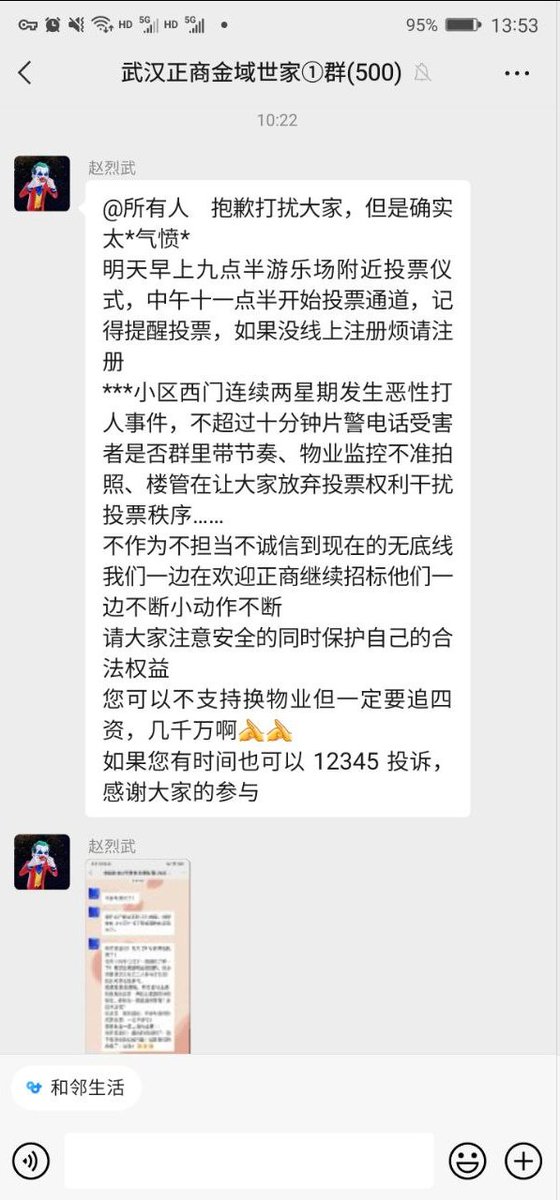 HD 5G HD 5G 95% 13:53
武汉正商金域世家①群(500)
10:22
赵烈武
@所有人 抱歉打扰大家，但是确实
太*气愤*
明天早上九点半游乐场附近投票仪
式，中午十一点半开始投票通道，记
得提醒投票，如果没线上注册烦请注
册
***小区西门连续两星期发生恶性打
人事件，不超过十分钟片警电话受害
者是否群里带节奏、物业监控不准拍
照、楼管在让大家放弃投票权利干扰
投票秩序......
不作为不担当不诚信到现在的无底线
我们一边在欢迎正商继续招标他们一
边不断小动作不断
请大家注意安全的同时保护自己的合
法权益
您可以不支持换物业但一定要追四
资，几千万啊
如果您有时间也可以 12345 投诉，
感谢大家的参与
赵烈武
和邻生活